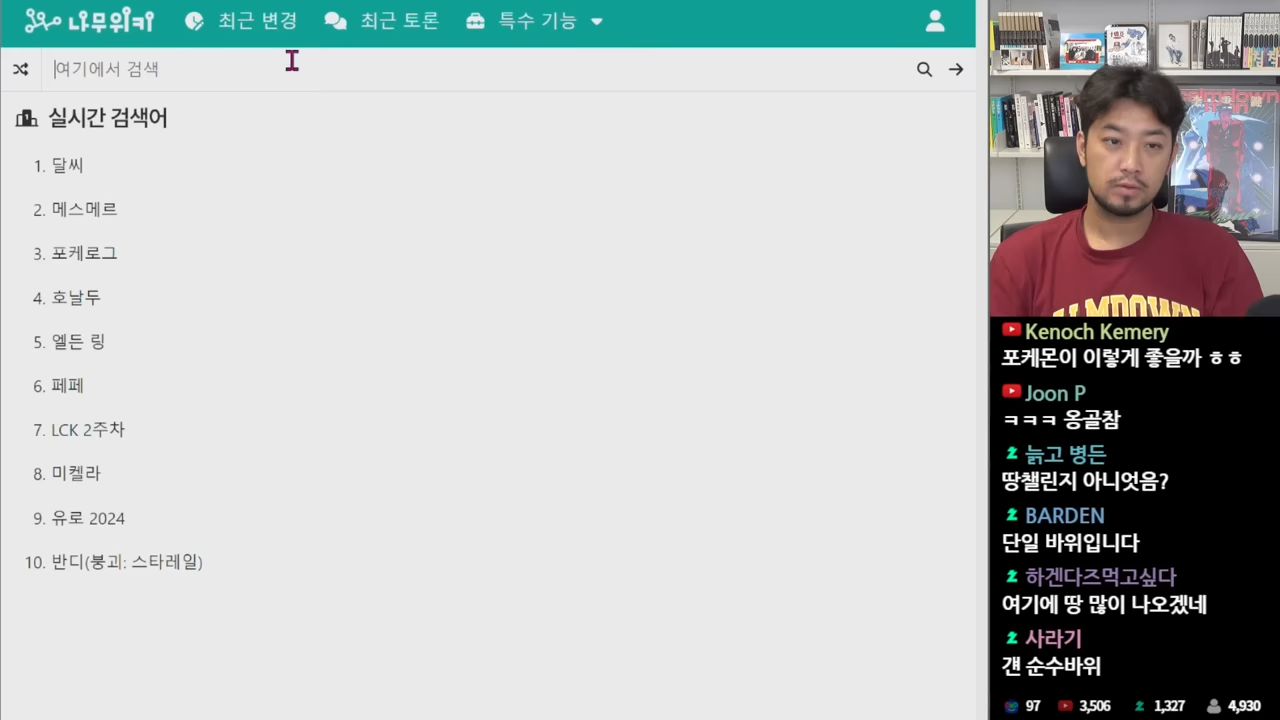 나무위키
최근 변경
최근 토론
특수 기능
여기에서 검색
실시간 검색어
1. 달씨
2. 메스메르
3. 포케로그
4. 호날두
5. 엘든 링
6. 페페
7. LCK 2주차
8. 미켈라
9. 유로 2024
10. 반디(붕괴: 스타레일)
Kenoch Kemery
포케몬이 이렇게 좋을까 ㅎㅎ
Joon P
ㅋㅋㅋ 옹골참
늙고 병든
땅챌린지 아니엇음?
BARDEN
단일 바위입니다
하겐다즈먹고싶다
여기에 땅 많이 나오겠네
사라기
걘 순수바위
97 3,506 1,327 4,930